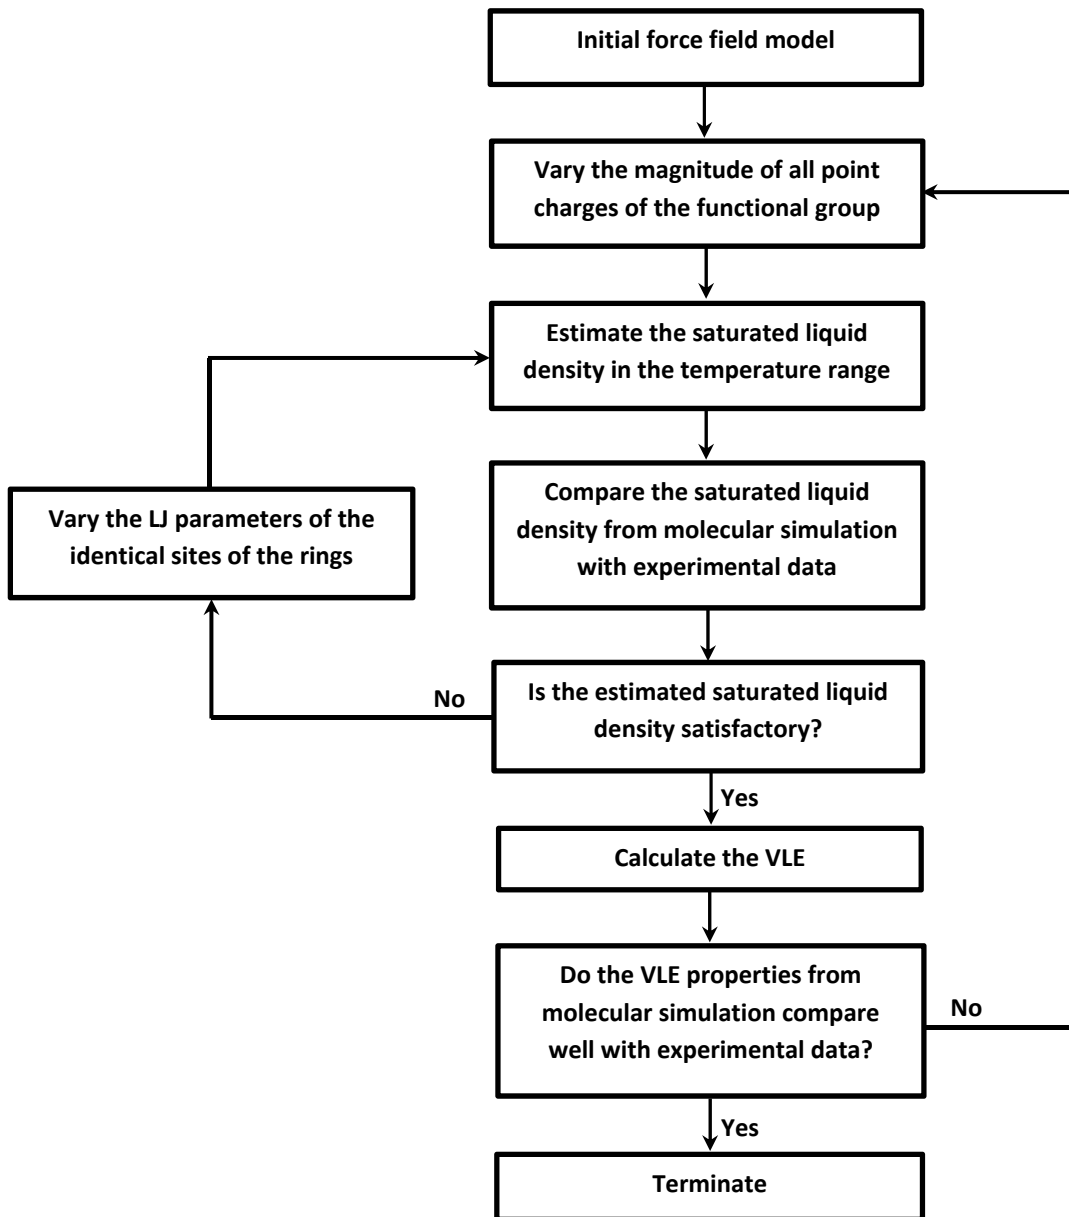 Initial force field model
Vary the magnitude of all point
charges of the functional group
Estimate the saturated liquid
density in the temperature range
Compare the saturated liquid
density from molecular simulation
with experimental data
Vary the LJ parameters of the
identical sites of the rings
No
Is the estimated saturated liquid
density satisfactory?
Yes
Calculate the VLE
Do the VLE properties from
molecular simulation compare
well with experimental data?
No
Yes
Terminate